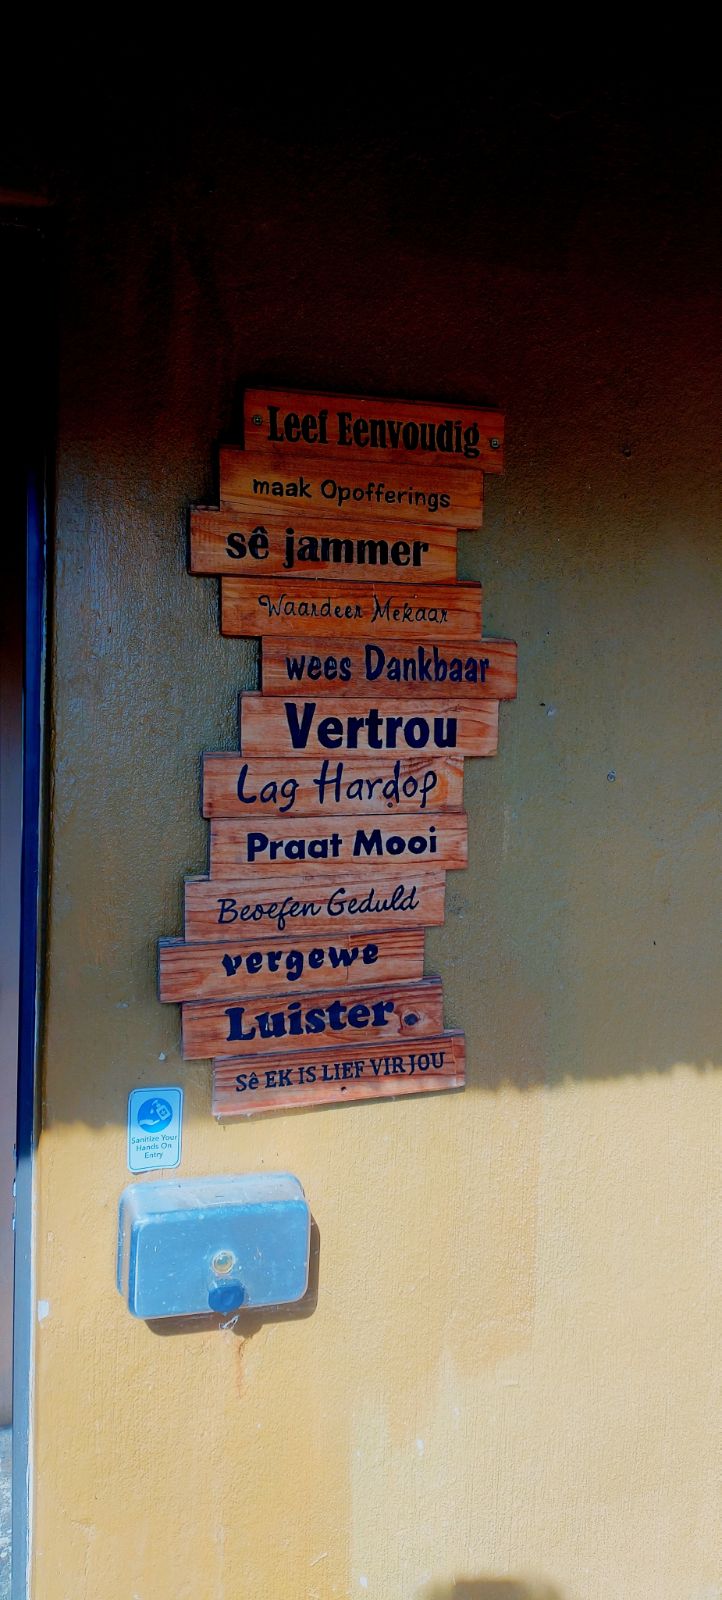 Leef Eenvoudig
maak Opofferings
sê jammer
Waardeer Mekaar
wees Dankbaar
Vertrou
Lag Hardop
Praat Mooi
Beoefen Geduld
vergewe
Luister.
Sê EK IS LIEF VIR JOU
Sanitize Your
Hands On
Entry